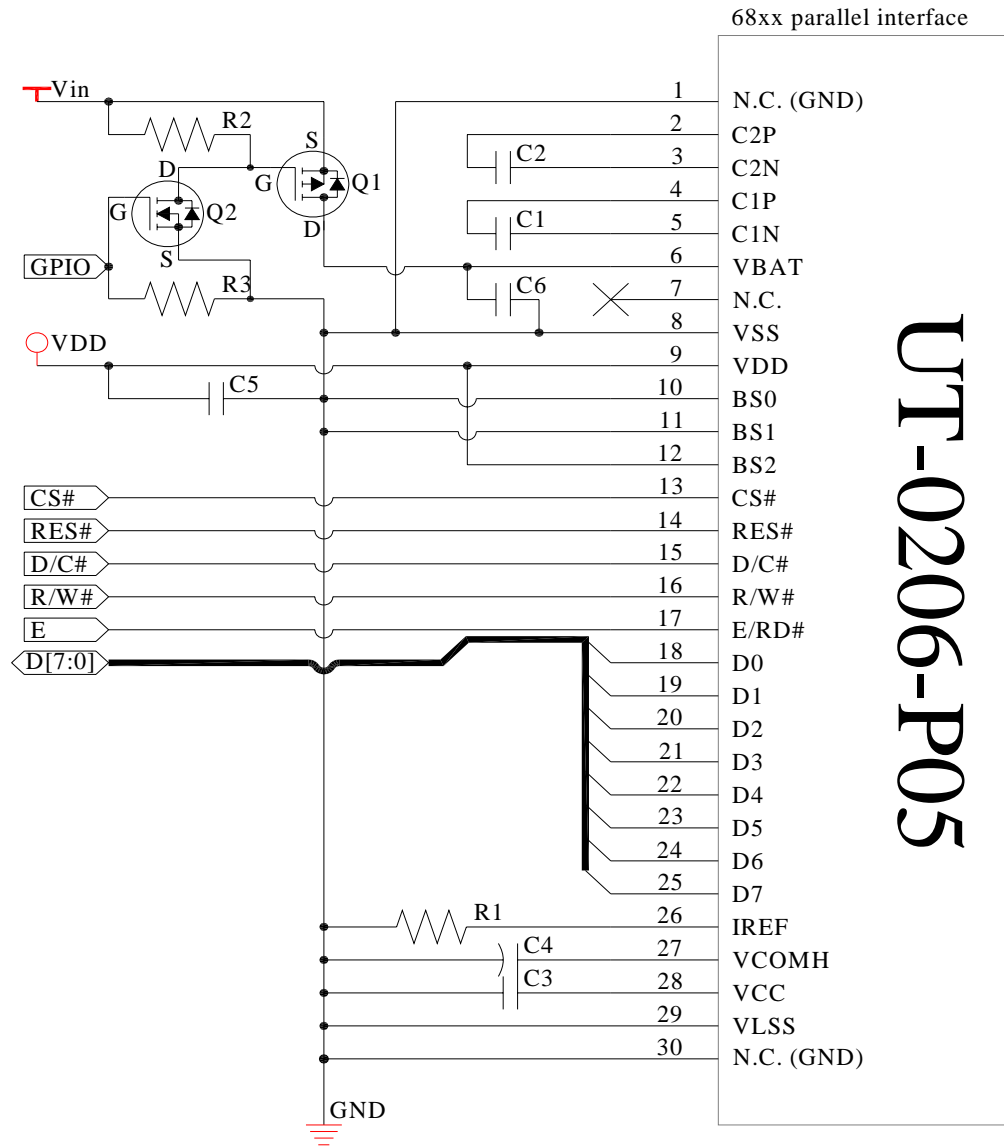 68xx parallel interface
Vin
R2
S
G
Q1
D
D
G
Q2
S
GPIO
R3
VDD
C5
CS#
RES#
D/C#
R/W#
E
D[7:0]
C2
C1
C6
R1
C4
C3
GND
1 N.C. (GND)
2 C2P
3 C2N
4 C1P
5 C1N
6 VBAT
7 N.C.
8 VSS
9 VDD
10 BS0
11 BS1
12 BS2
13 CS#
14 RES#
15 D/C#
16 R/W#
17 E/RD#
18 D0
19 D1
20 D2
21 D3
22 D4
23 D5
24 D6
25 D7
26 IREF
27 VCOMH
28 VCC
29 VLSS
30 N.C. (GND)
UT-0206-P05